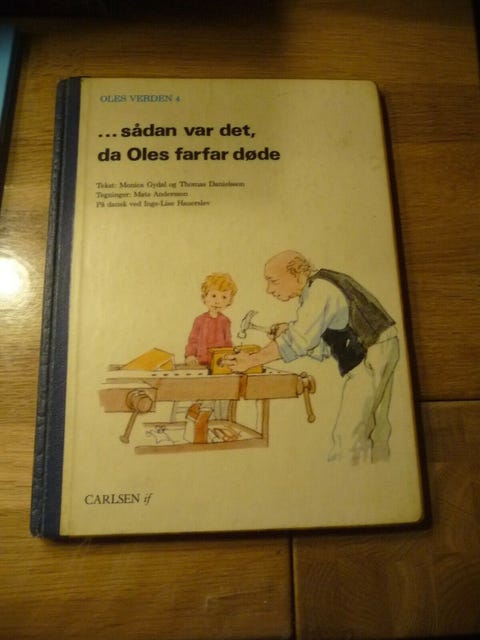 OLES VERDEN 4
...sådan var det,
da Oles farfar døde
Tekst: Monica Gydal og Thomas Danielsson
Tegninger: Mats Andersson
På dansk ved Inge-Lise Hauerslev
CARLSEN if